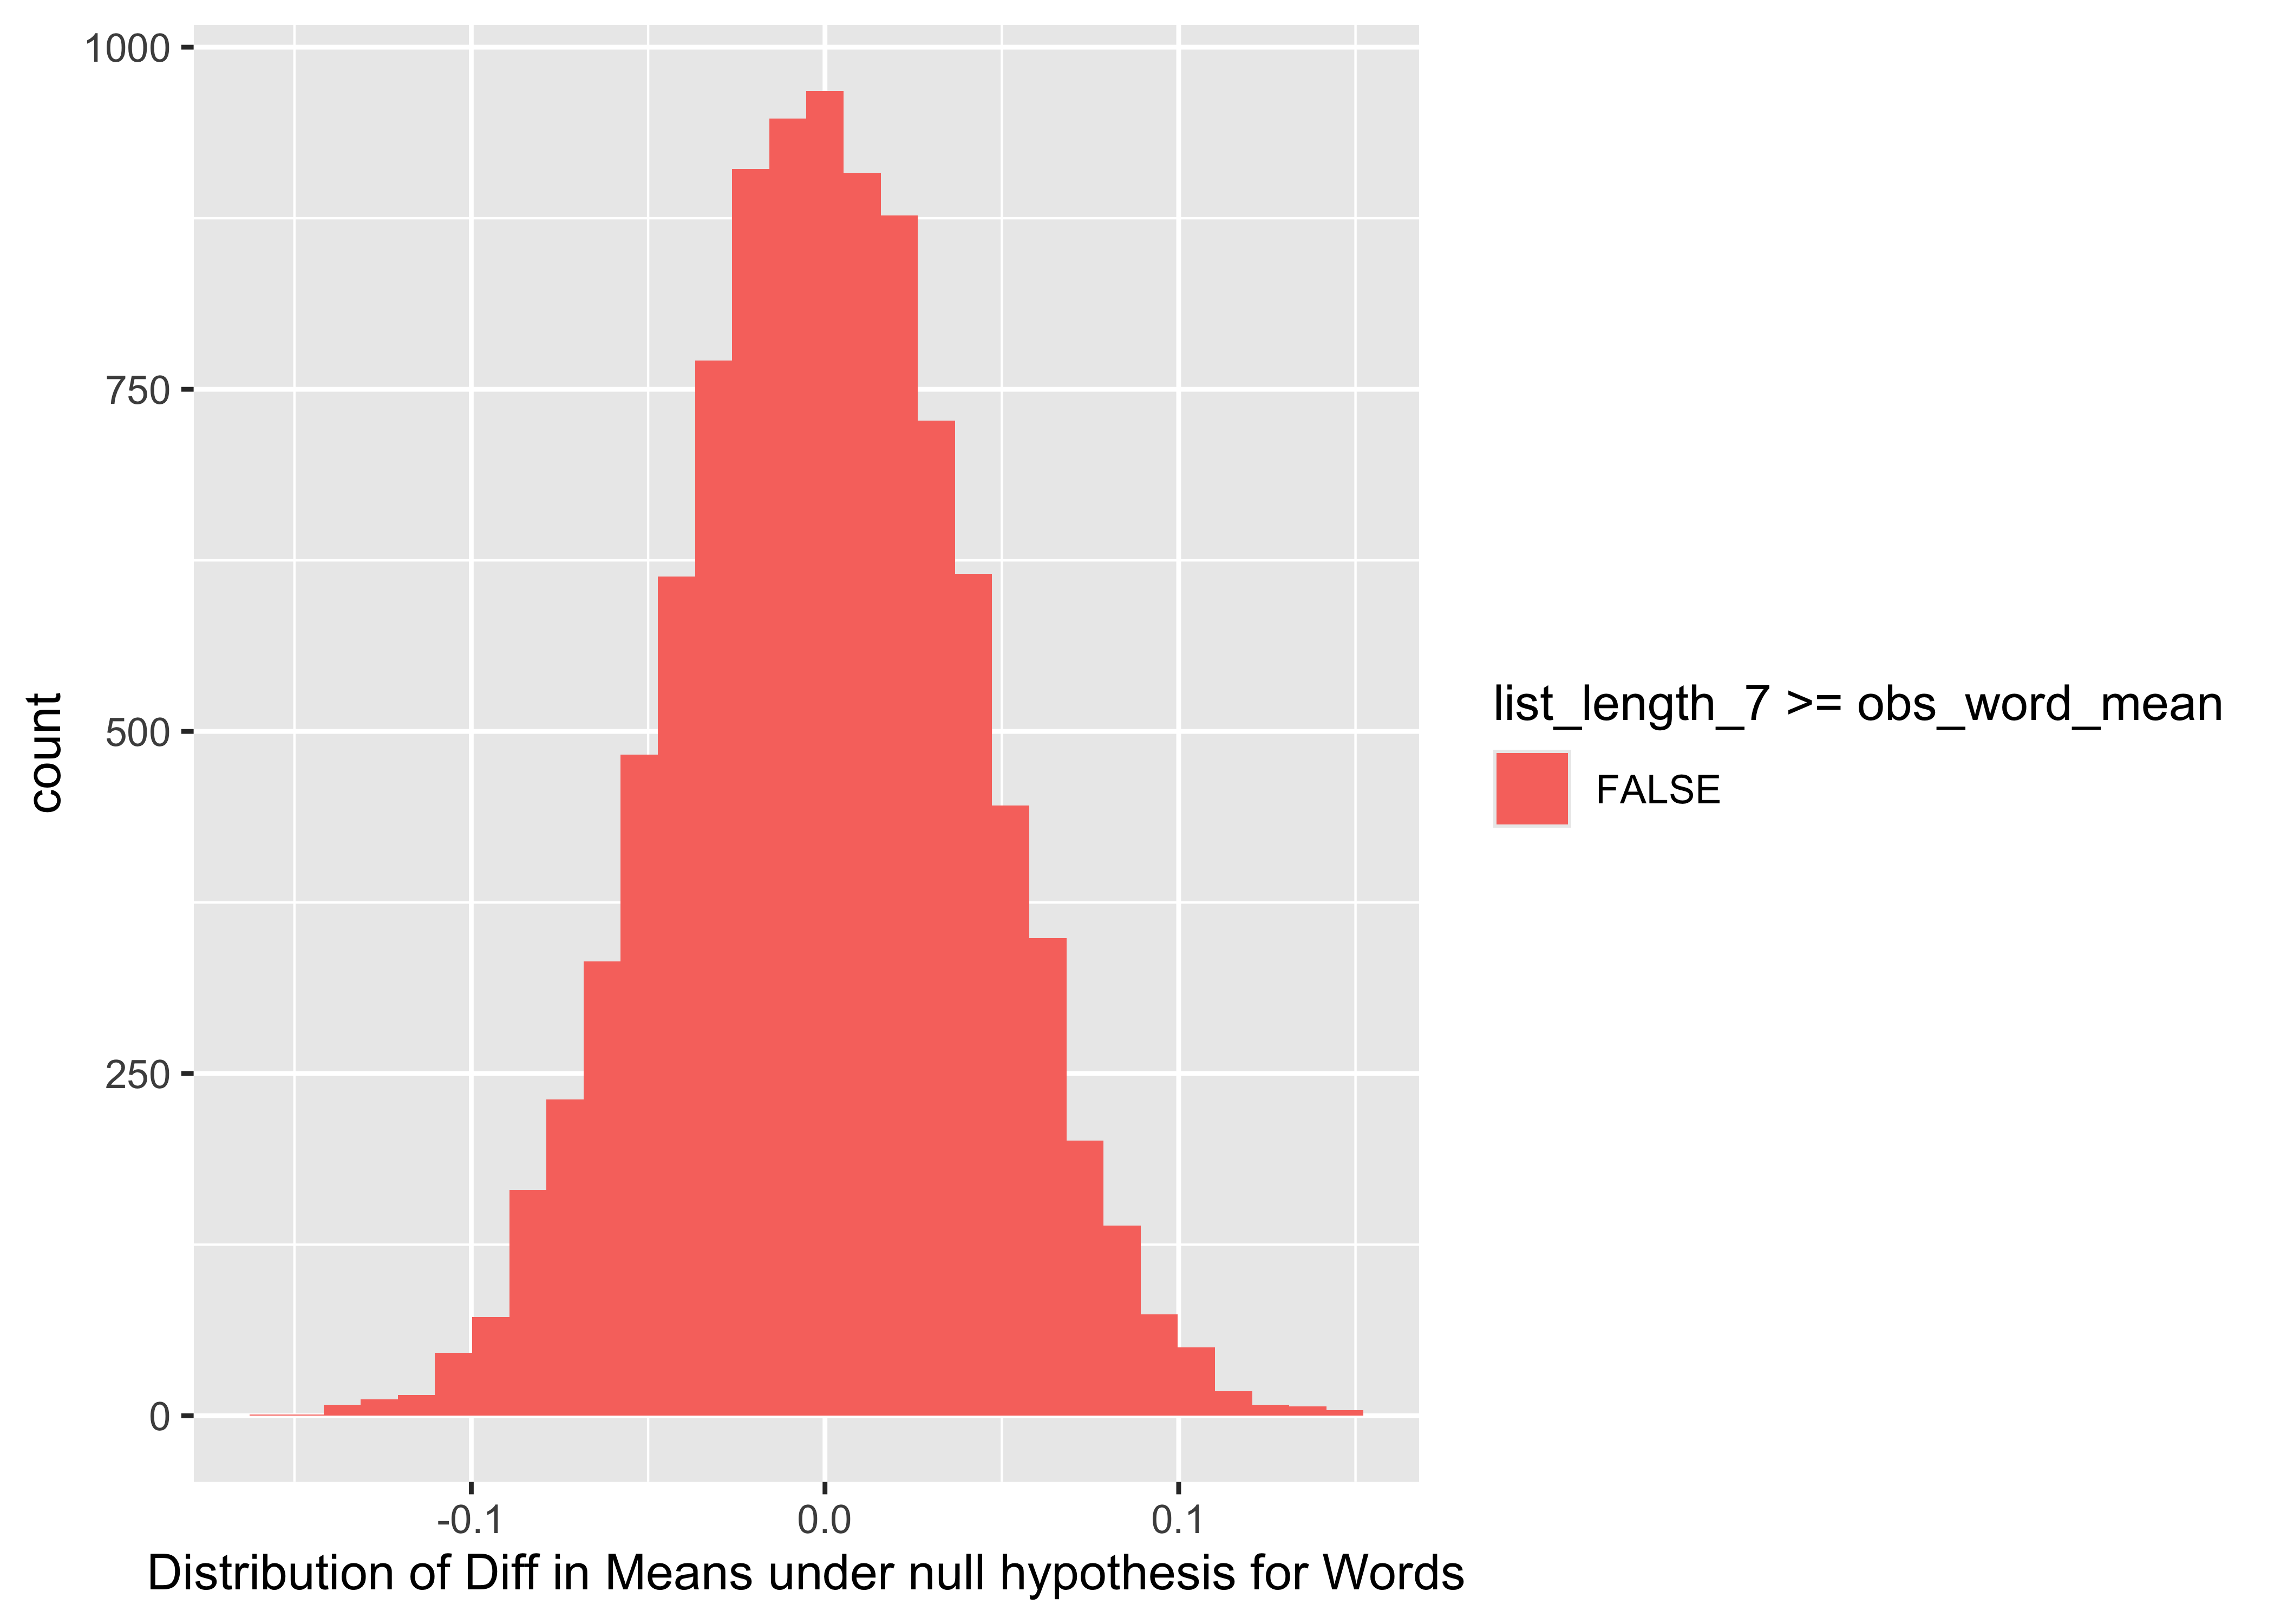 1000
750
500
250
0
count
-0.1
0.0
0.1
Distribution of Diff in Means under null hypothesis for Words
list_length_7 >= obs_word_mean
FALSE